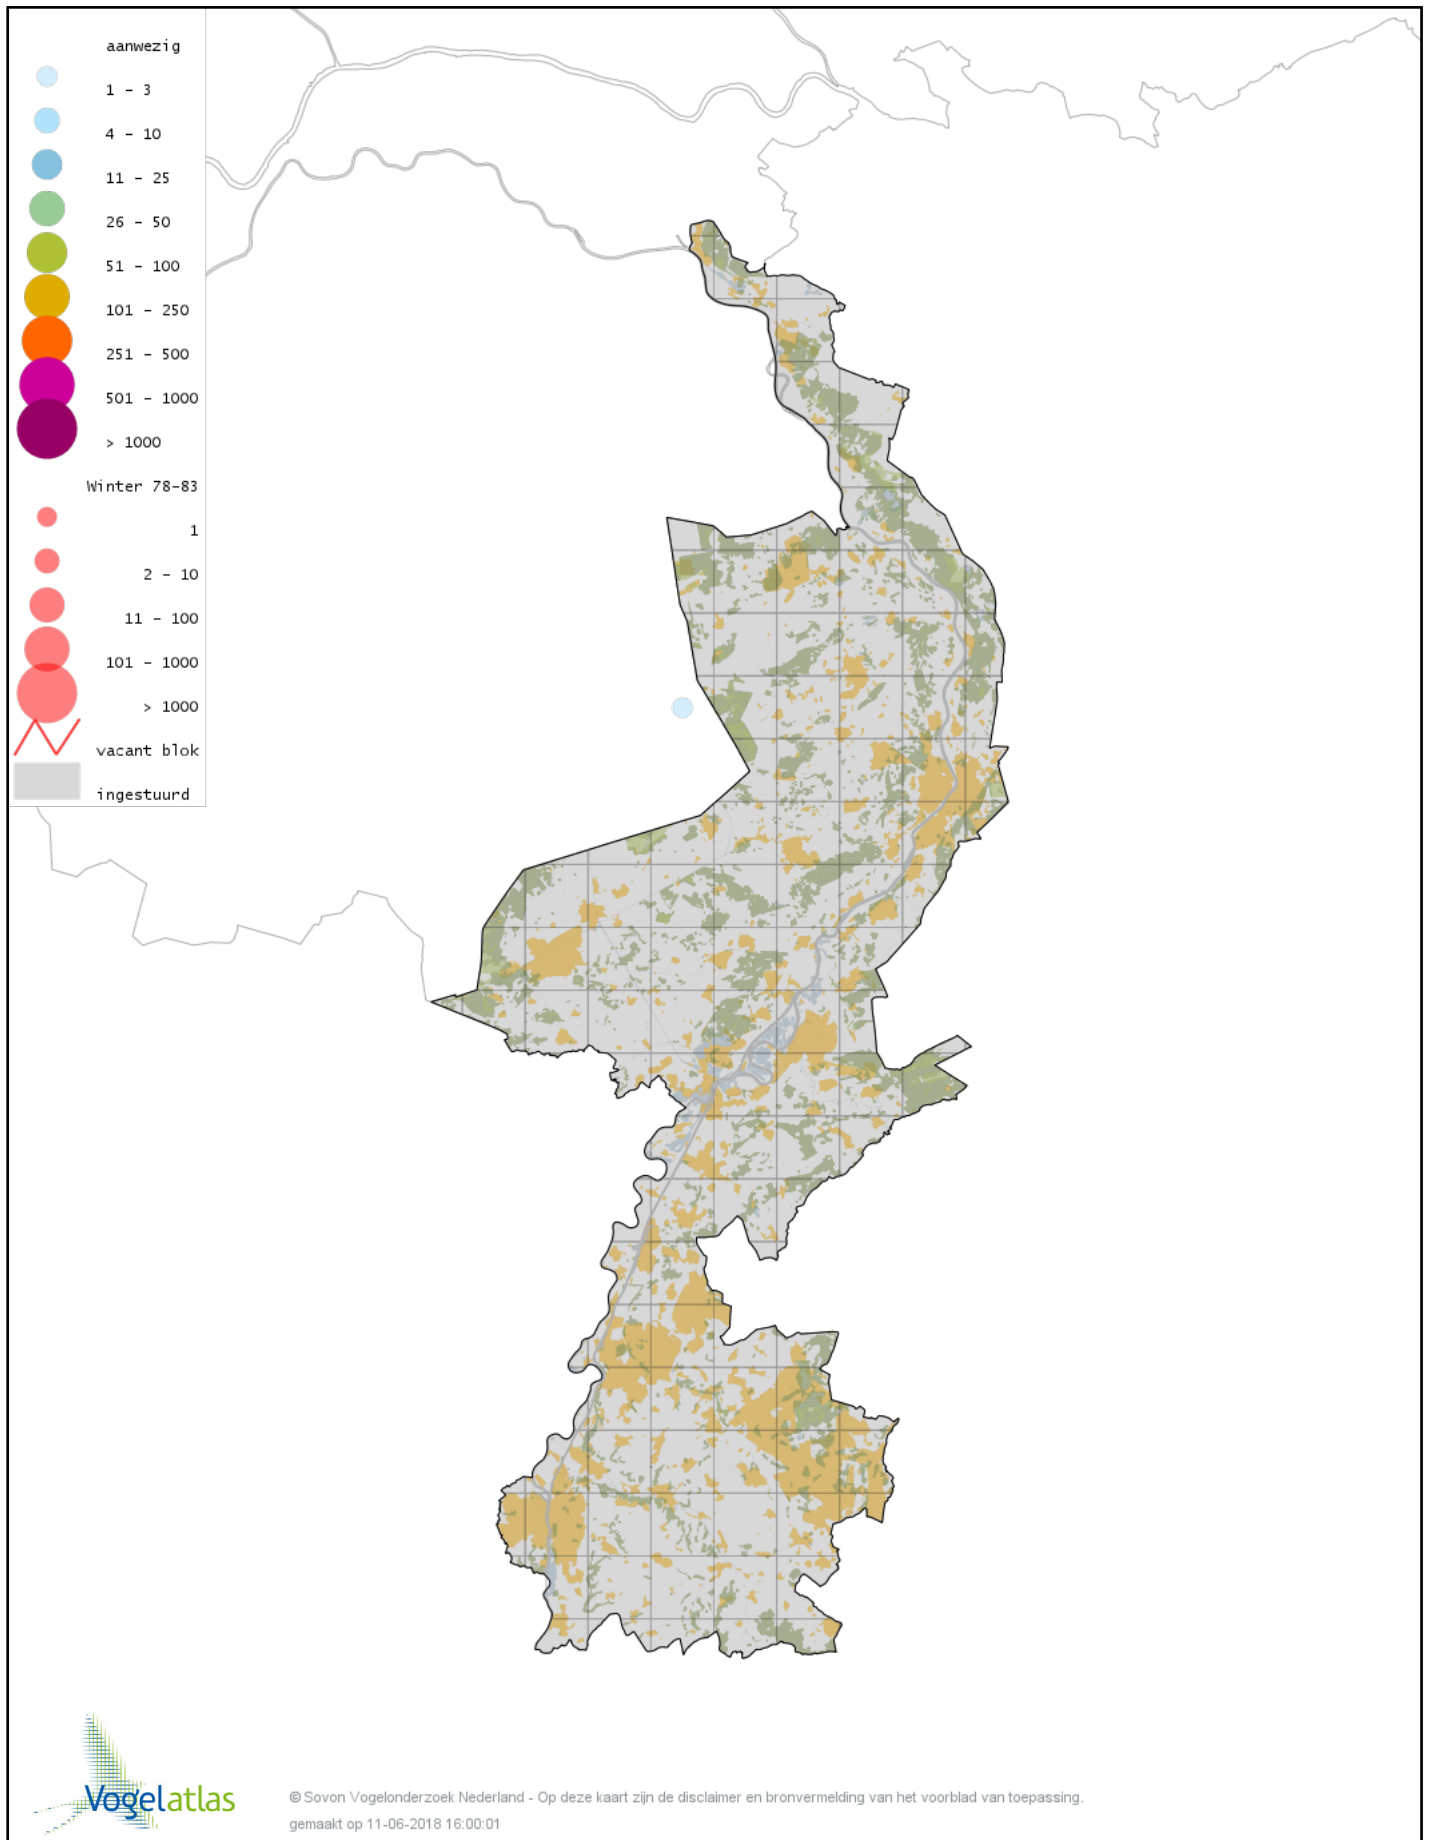 aanwezig
1 – 3
4 – 10
11 – 25
26 – 50
51 – 100
101 – 250
251 – 500
501 – 1000
> 1000
Winter 78-83
1
2 – 10
11 – 100
101 – 1000
> 1000
vacant blok
ingestuurd
Vogelatlas
© Sovon Vogelonderzoek Nederland - Op deze kaart zijn de disclaimer en bronvermelding van het voorblad van toepassing.
gemaakt op 11-06-2018 16:00:01